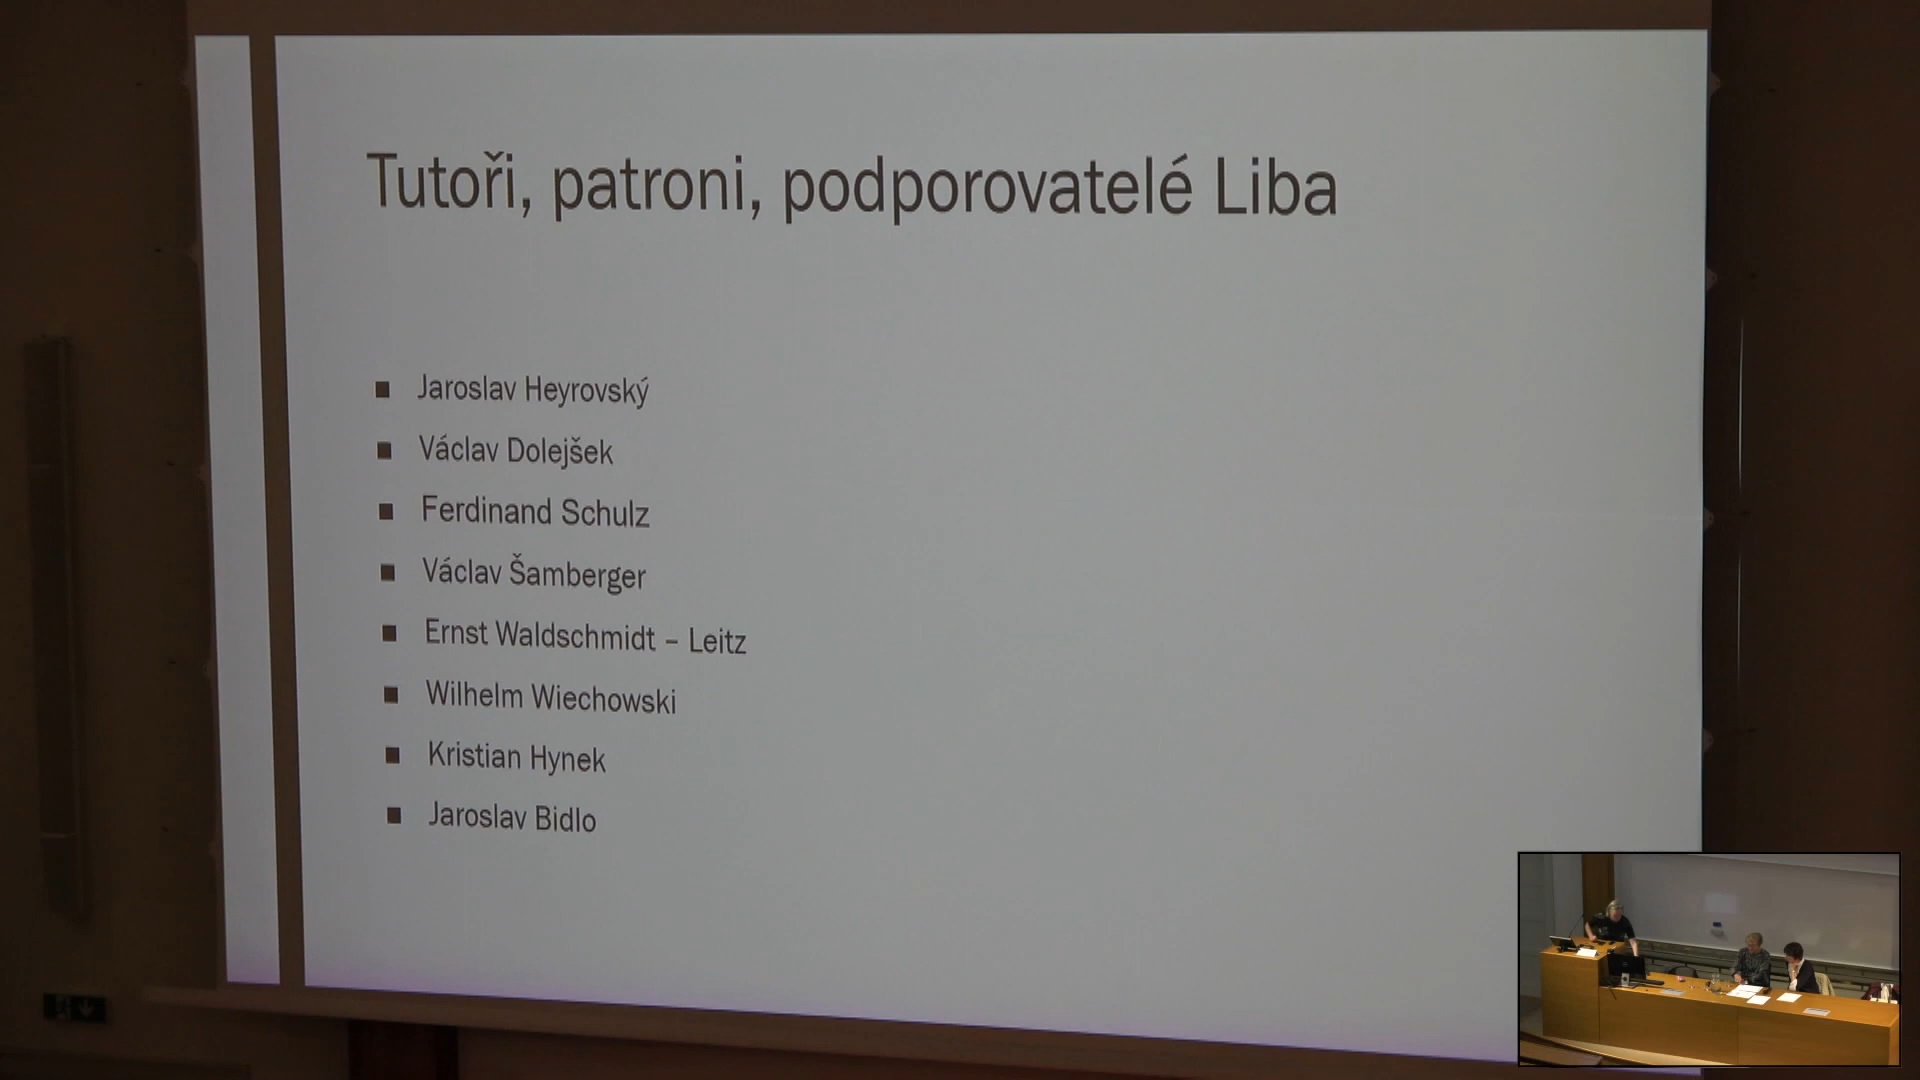 Tutoři, patroni, podporovatelé Liba
▪ Jaroslav Heyrovský
▪ Václav Dolejšek
▪ Ferdinand Schulz
▪ Václav Šamberger
▪ Ernst Waldschmidt – Leitz
▪ Wilhelm Wiechowski
▪ Kristian Hynek
▪ Jaroslav Bidlo